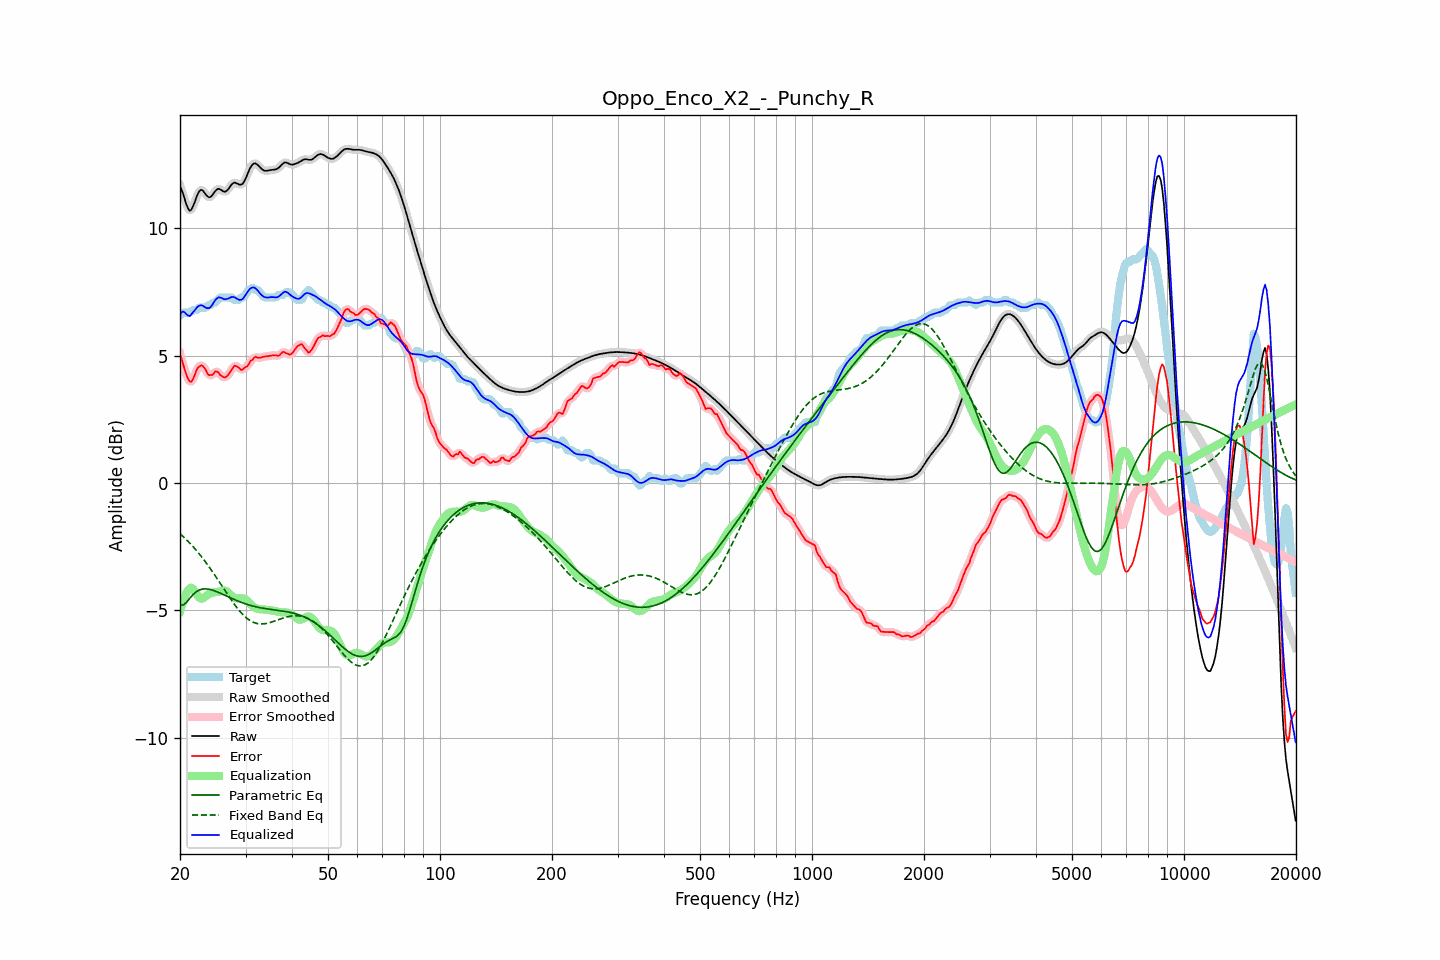 Oppo_Enco_X2_-_Punchy_R
Amplitude (dBr)
10
5
0
−5
−10
Target
Raw Smoothed
Error Smoothed
Raw
Error
Equalization
Parametric Eq
Fixed Band Eq
Equalized
20 50 100 200 500 1000 2000 5000 10000 20000
Frequency (Hz)